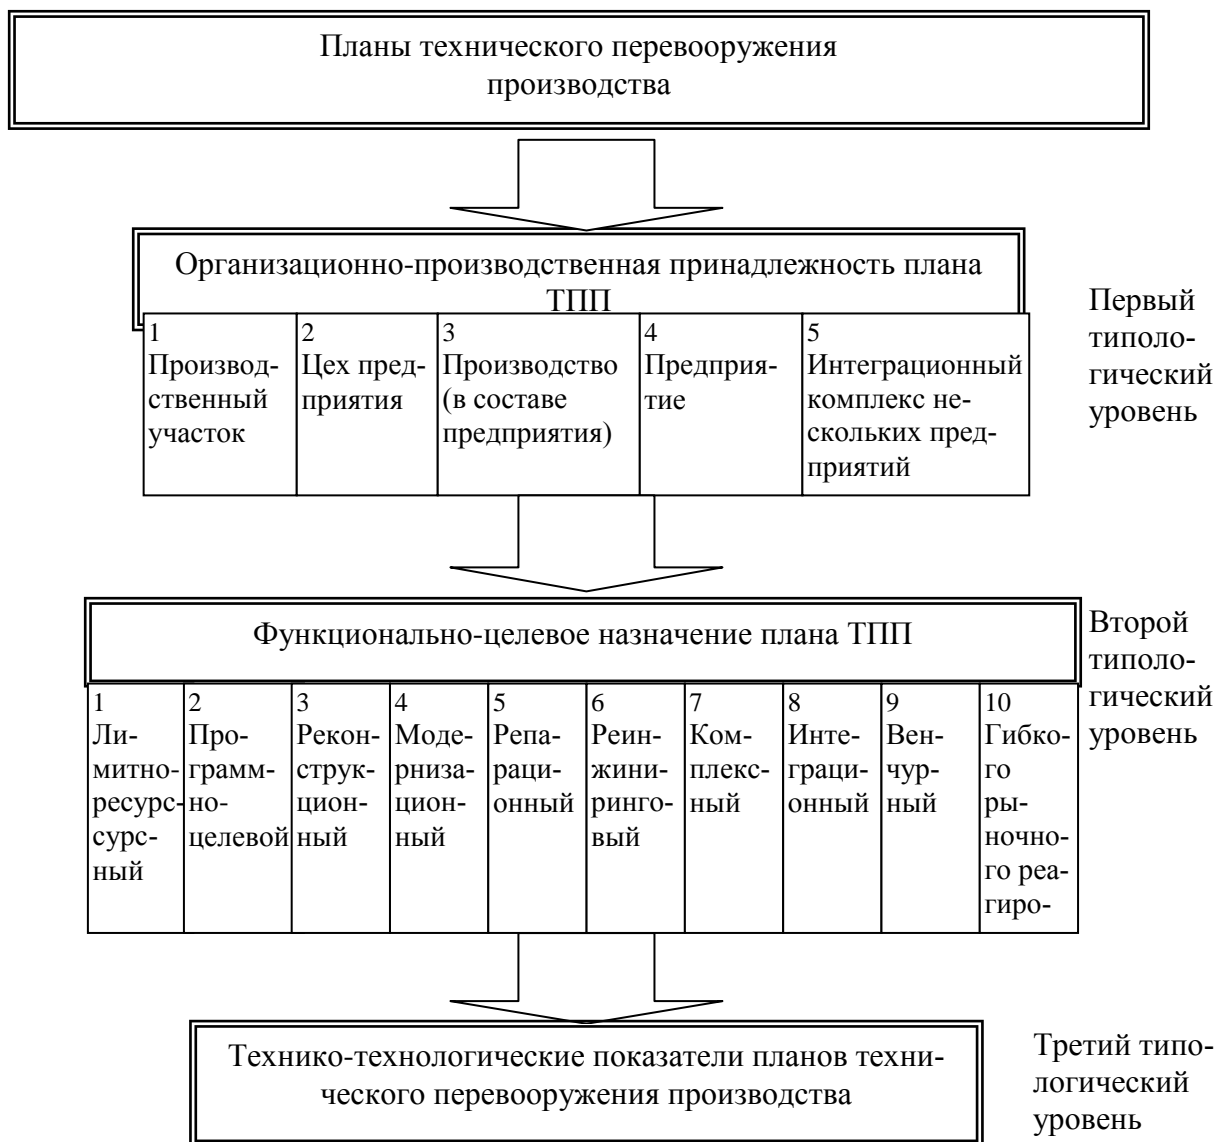 Планы технического перевооружения
производства
Организационно-производственная принадлежность плана
ТПП
Первый
типоло-
гический
уровень
1
Производ-
ственный
участок
2
Цех пред-
приятия
3
Производство
(в составе
предприятия)
4
Предприя-
тие
5
Интеграционный
комплекс не-
скольких пред-
приятий
Функционально-целевое назначение плана ТПП
Второй
типоло-
гический
уровень
1
Ли-
митно-
ресурс-
сурс-
ный
2
Про-
грамм-
но-
целевой
3
Рекон-
струк-
цион-
ный
4
Моде-
рниза-
цион-
ный
5
Репа-
раци-
онный
6
Реин-
жини-
ринго-
вый
7
Ком-
плекс-
ный
8
Инте-
граци-
онный
9
Вен-
чур-
ный
10
Гибко-
го
ры-
ночно-
го реа-
гиро-
Технико-технологические показатели планов техни-
ческого перевооружения производства
Третий типо-
логический
уровень